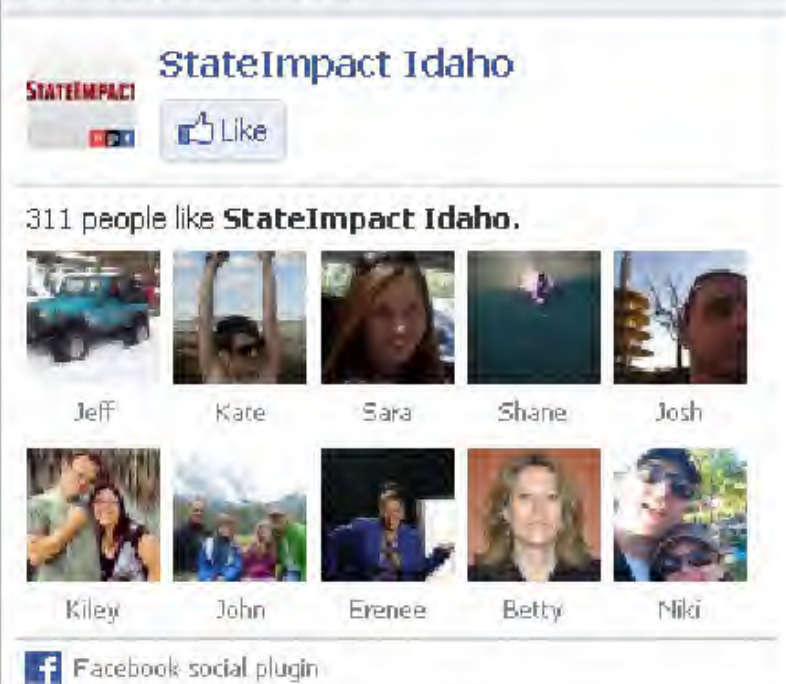 StateImpact Idaho
STATEIMPACT
Like
311 people like StateImpact Idaho.
Jeff Kate Sara Shane Josh
Kiley John Erenee Betty Niki
Facebook social plugin